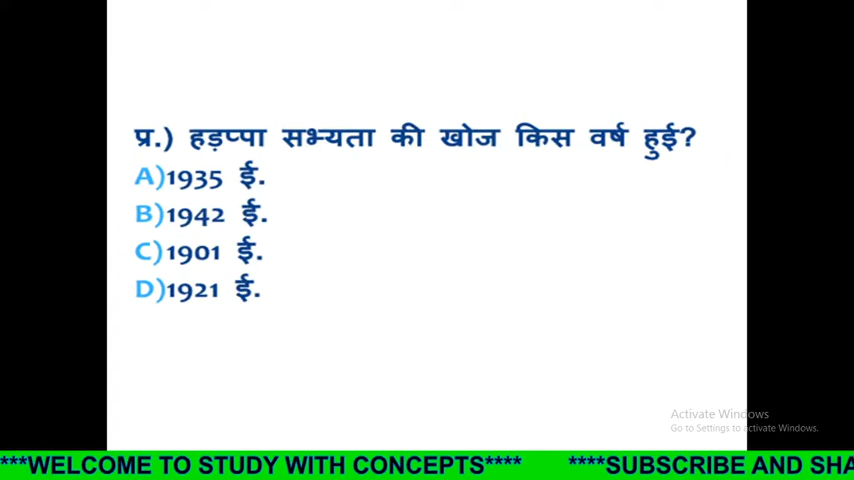 प्र.) हड़प्पा सभ्यता की खोज किस वर्ष हुई?
A)1935 ई.
B)1942 ई.
C)1901 ई.
D)1921 ई.
Activate Windows
Go to Settings to activate Windows.
***WELCOME TO STUDY WITH CONCEPTS**** ****SUBSCRIBE AND SHA